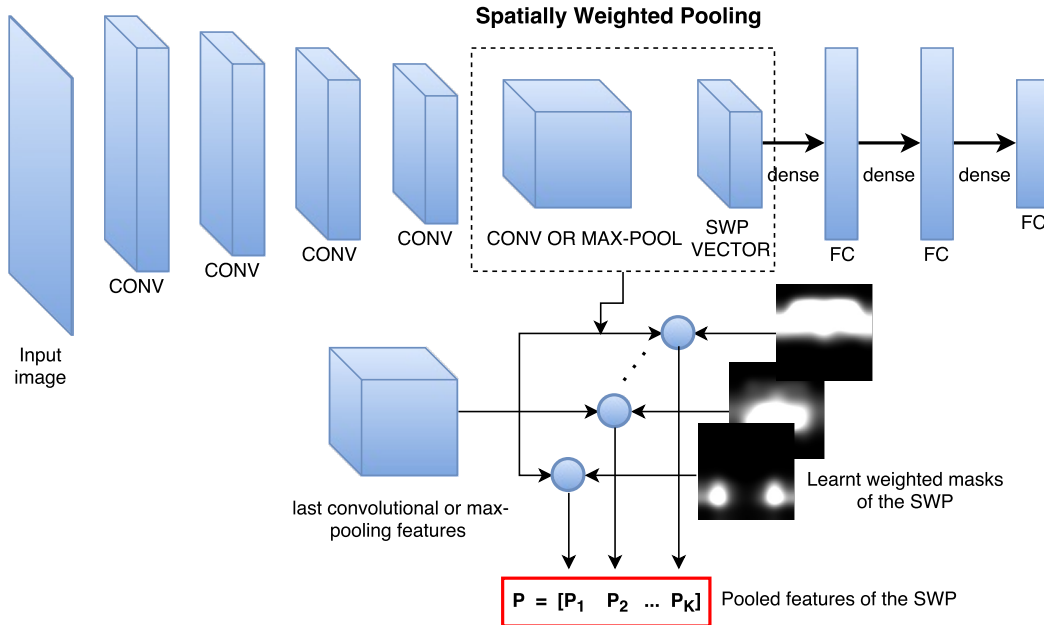 Spatially Weighted Pooling
CONV
CONV
CONV
CONV
CONV OR MAX-POOL
SWP
VECTOR
dense
dense
dense
FC
FC
FC
Input
image
last convolutional or max-
pooling features
Learnt weighted masks
of the SWP
P = [P1 P2 ... PK]
Pooled features of the SWP